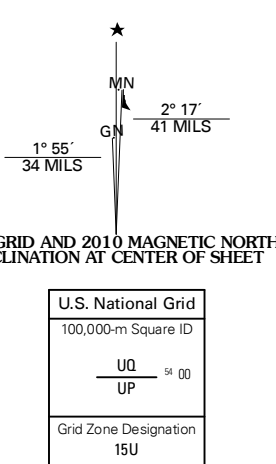 ★
MN
2° 17´
GN
41 MILS
1° 55´
34 MILS
GRID AND 2010 MAGNETIC NORTH
CLINATION AT CENTER OF SHEET
U.S. National Grid
100,000-m Square ID
UQ
54 00
UP
Grid Zone Designation
15U